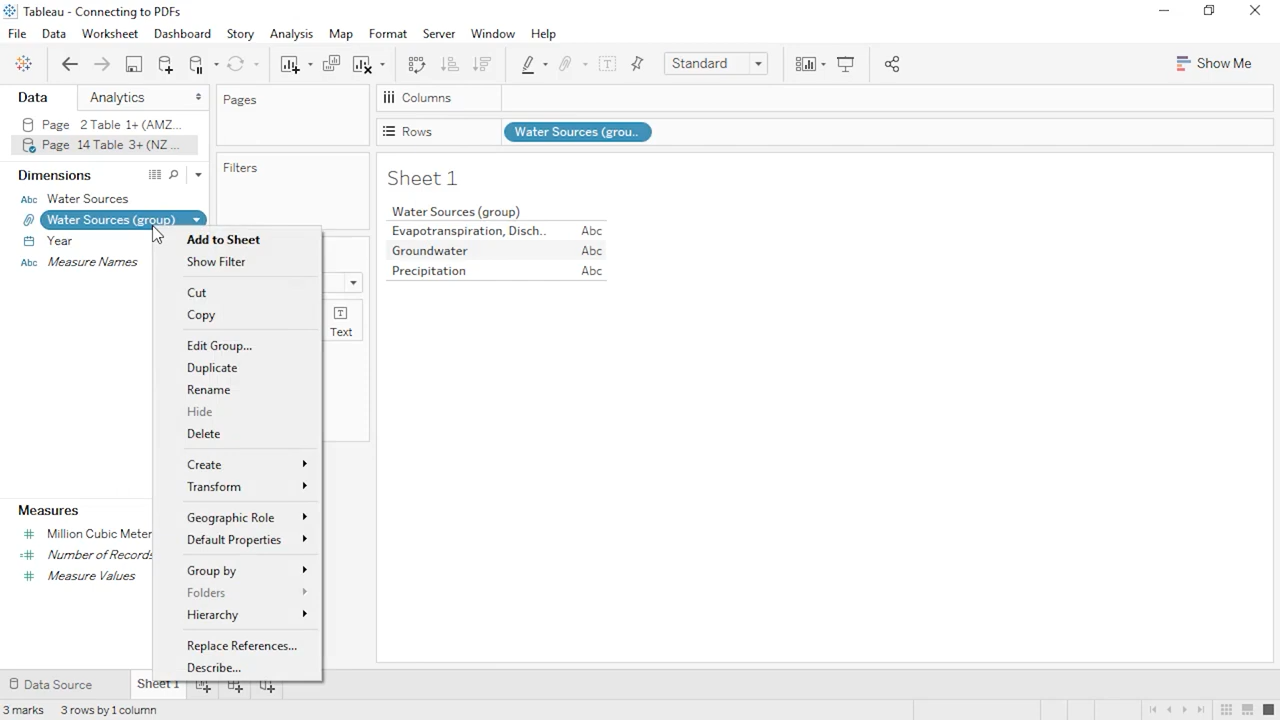 Tableau - Connecting to PDFs
File Data Worksheet Dashboard Story Analysis Map Format Server Window Help
Standard
Show Me
Data
Analytics
Page 2 Table 1+ (AMZ...
Page 14 Table 3+ (NZ ...
Dimensions
Abc Water Sources
Water Sources (group)
Year
Abc Measure Names
Measures
Million Cubic Meter
Number of Records
Measure Values
Pages
Filters
Text
Add to Sheet
Show Filter
Cut
Copy
Edit Group...
Duplicate
Rename
Hide
Delete
Create
Transform
Geographic Role
Default Properties
Group by
Folders
Hierarchy
Replace References...
Describe...
Columns
Rows
Water Sources (grou..
Sheet 1
Water Sources (group)
Evapotranspiration, Disch.. Abc
Groundwater Abc
Precipitation Abc
Data Source
Sheet 1
3 marks 3 rows by 1 column